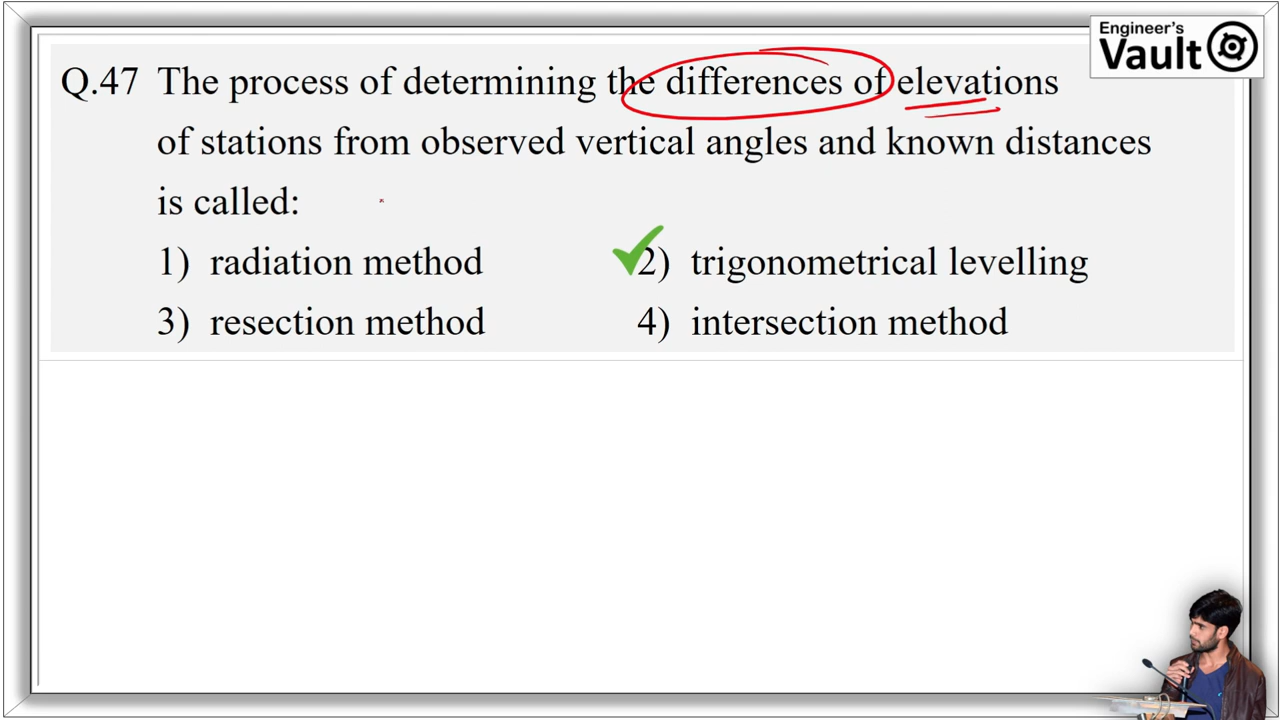 Engineer's
Vault
Q.47 The process of determining the differences of elevations
of stations from observed vertical angles and known distances
is called:
1) radiation method
2) trigonometrical levelling
3) resection method
4) intersection method